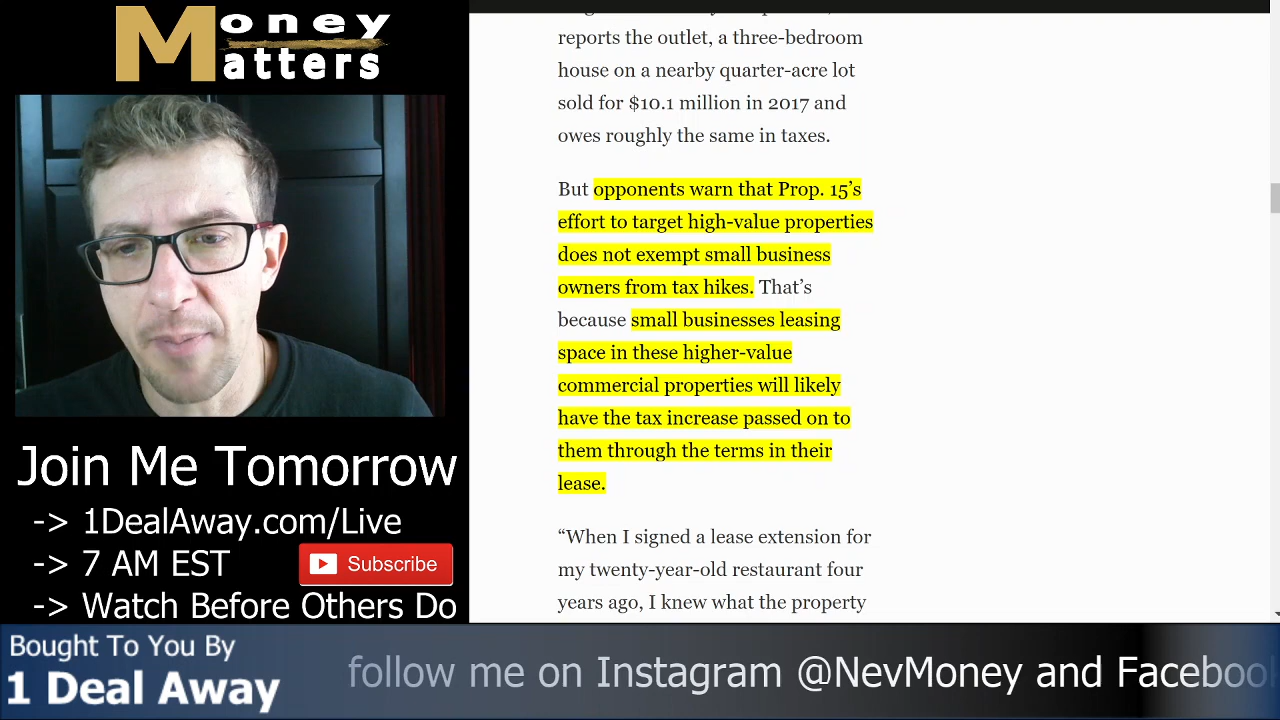 Money
Matters
Join Me Tomorrow
-> 1DealAway.com/Live
-> 7 AM EST
Subscribe
-> Watch Before Others Do
reports the outlet, a three-bedroom
house on a nearby quarter-acre lot
sold for $10.1 million in 2017 and
owes roughly the same in taxes.
But opponents warn that Prop. 15’s
effort to target high-value properties
does not exempt small business
owners from tax hikes. That’s
because small businesses leasing
space in these higher-value
commercial properties will likely
have the tax increase passed on to
them through the terms in their
lease.
“When I signed a lease extension for
my twenty-year-old restaurant four
years ago, I knew what the property
Bought To You By
1 Deal Away
follow me on Instagram @NevMoney and Facebook